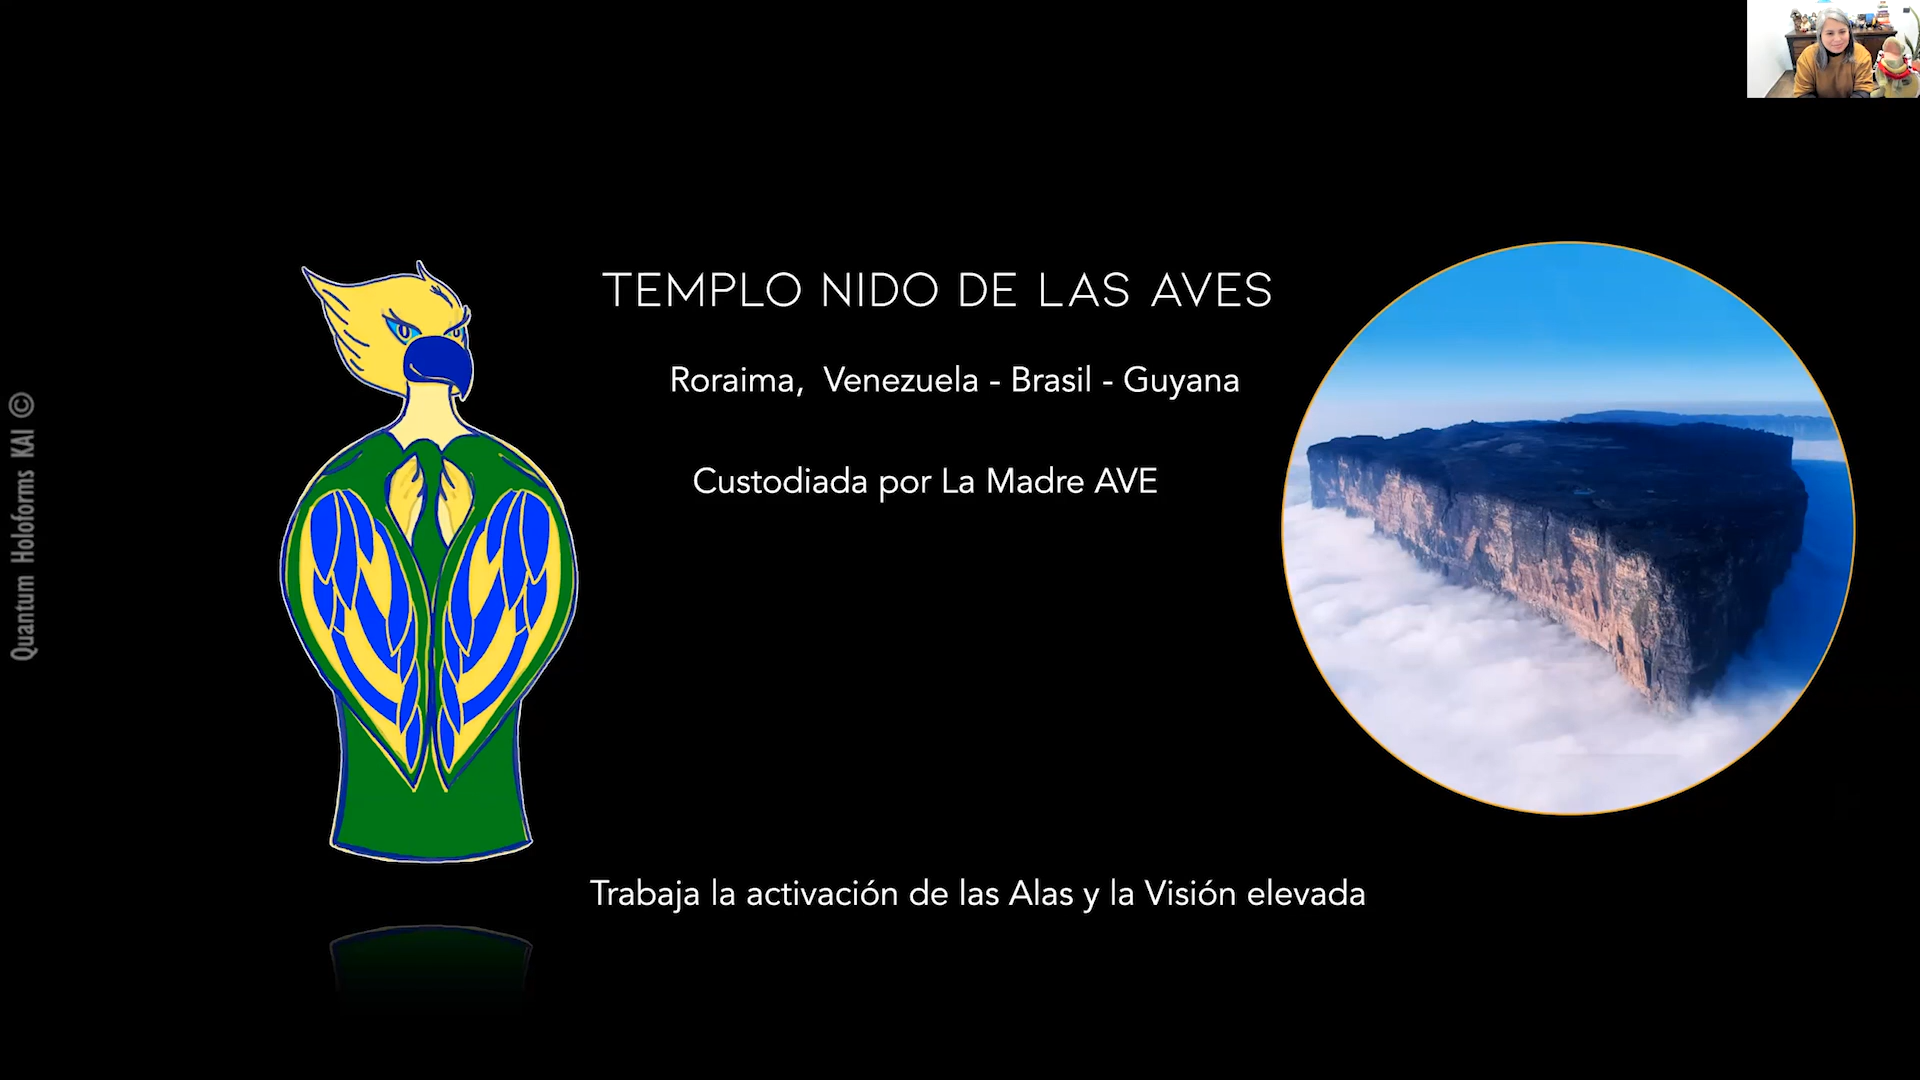 TEMPLO NIDO DE LAS AVES
Roraima, Venezuela - Brasil - Guyana
Custodiada por La Madre AVE
Trabaja la activación de las Alas y la Visión elevada
Quantum Holoforms KAI ©